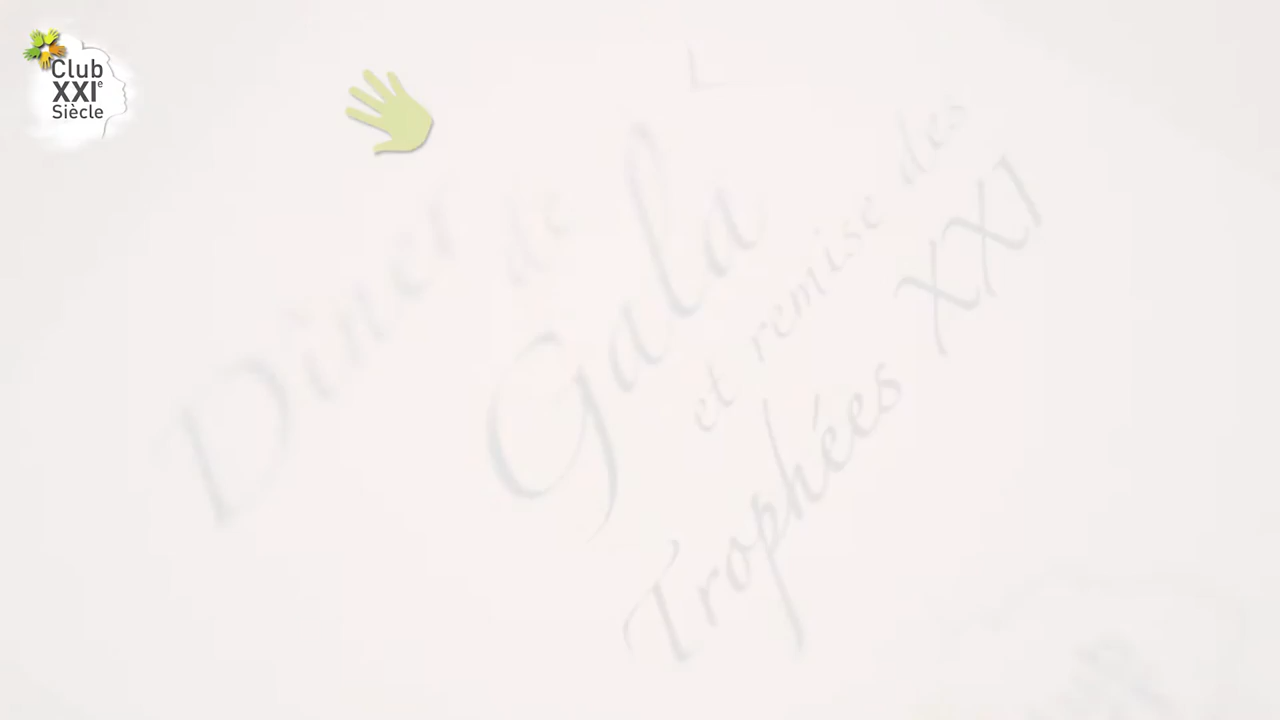 Club
XXIe
Siècle
Dîner de
Gala
et remise des
Trophées XXI